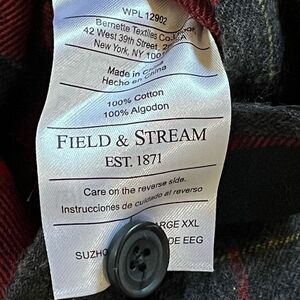 WPL 12902
Bernette Textiles Co.
42 West 39th Street,
New York, NY 100
Made in China
Hecho en China
100% Cotton
100% Algodon
FIELD & STREAM
EST. 1871
Care on the reverse side.
Instrucciones de cuidado al reverso
ARGE XXL
SUZHO
DE EEG